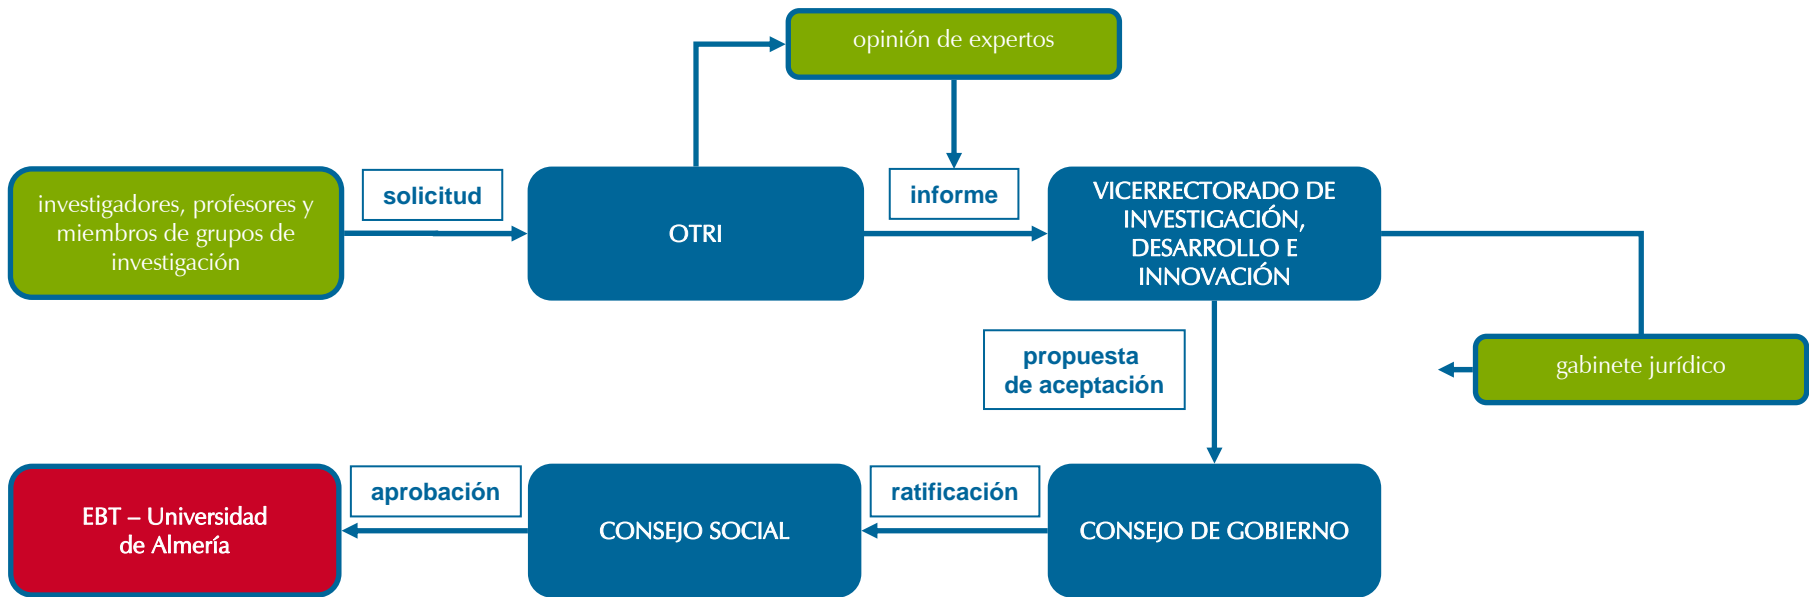 opinión de expertos
investigadores, profesores y
miembros de grupos de
investigación
solicitud
OTRI
informe
VICERRECTORADO DE
INVESTIGACIÓN,
DESARROLLO E
INNOVACIÓN
propuesta
de aceptación
gabinete jurídico
EBT – Universidad
de Almería
aprobación
CONSEJO SOCIAL
ratificación
CONSEJO DE GOBIERNO